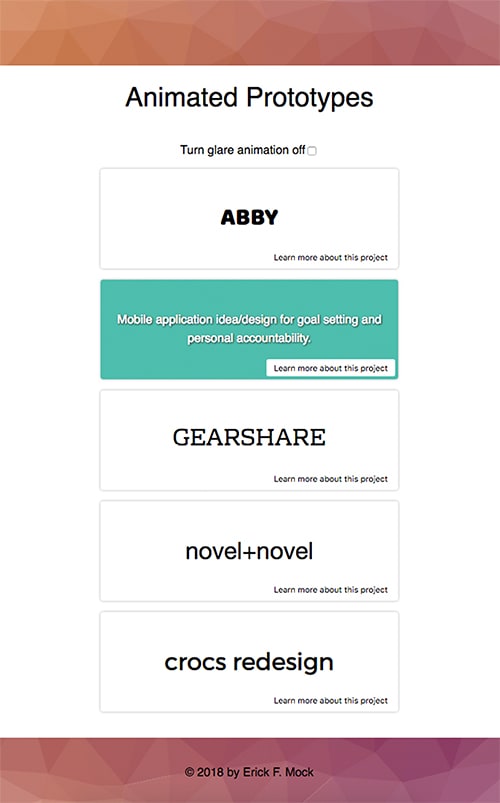 Animated Prototypes
Turn glare animation off
ABBY
Learn more about this project
Mobile application idea/design for goal setting and
personal accountability.
Learn more about this project
GEARSHARE
Learn more about this project
novel+novel
Learn more about this project
crocs redesign
Learn more about this project
© 2018 by Erick F. Mock